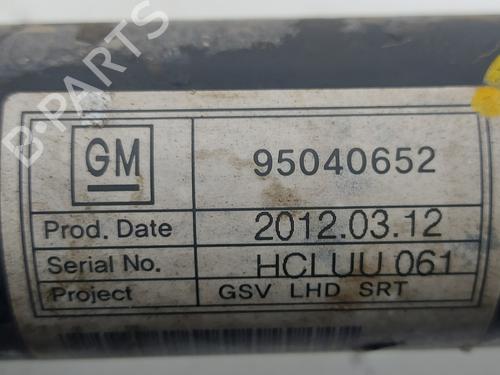 GM 95040652
Prod. Date 2012.03.12
Serial No. HCLUU 061
Project GSV LHD SRT
B-PARTS